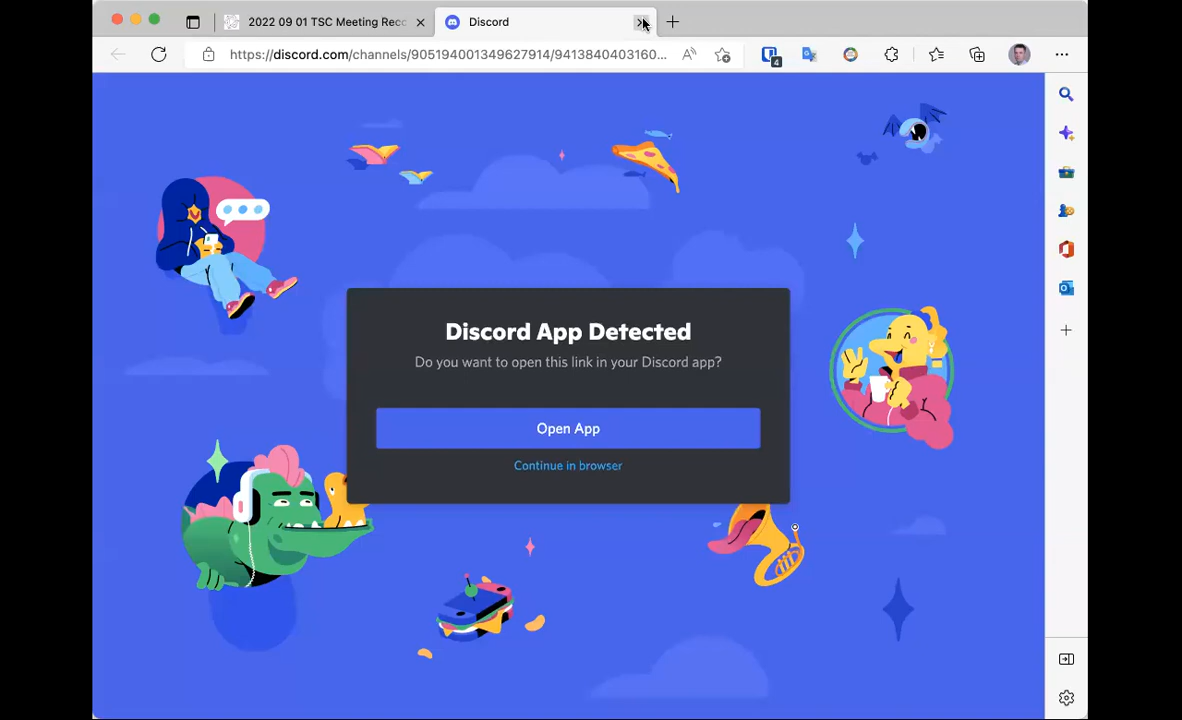 2022 09 01 TSC Meeting Rec
Discord
https://discord.com/channels/905194001349627914/9413840403160...
4
Discord App Detected
Do you want to open this link in your Discord app?
Open App
Continue in browser